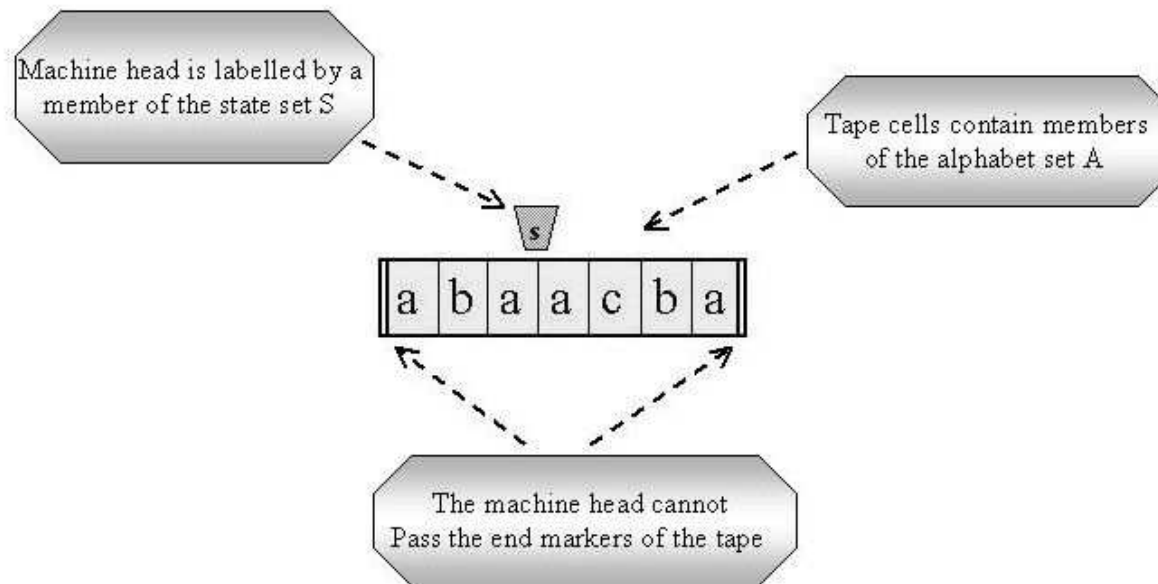 Machine head is labelled by a
member of the state set S
Tape cells contain members
of the alphabet set A
s
a b a a c b a
The machine head cannot
Pass the end markers of the tape